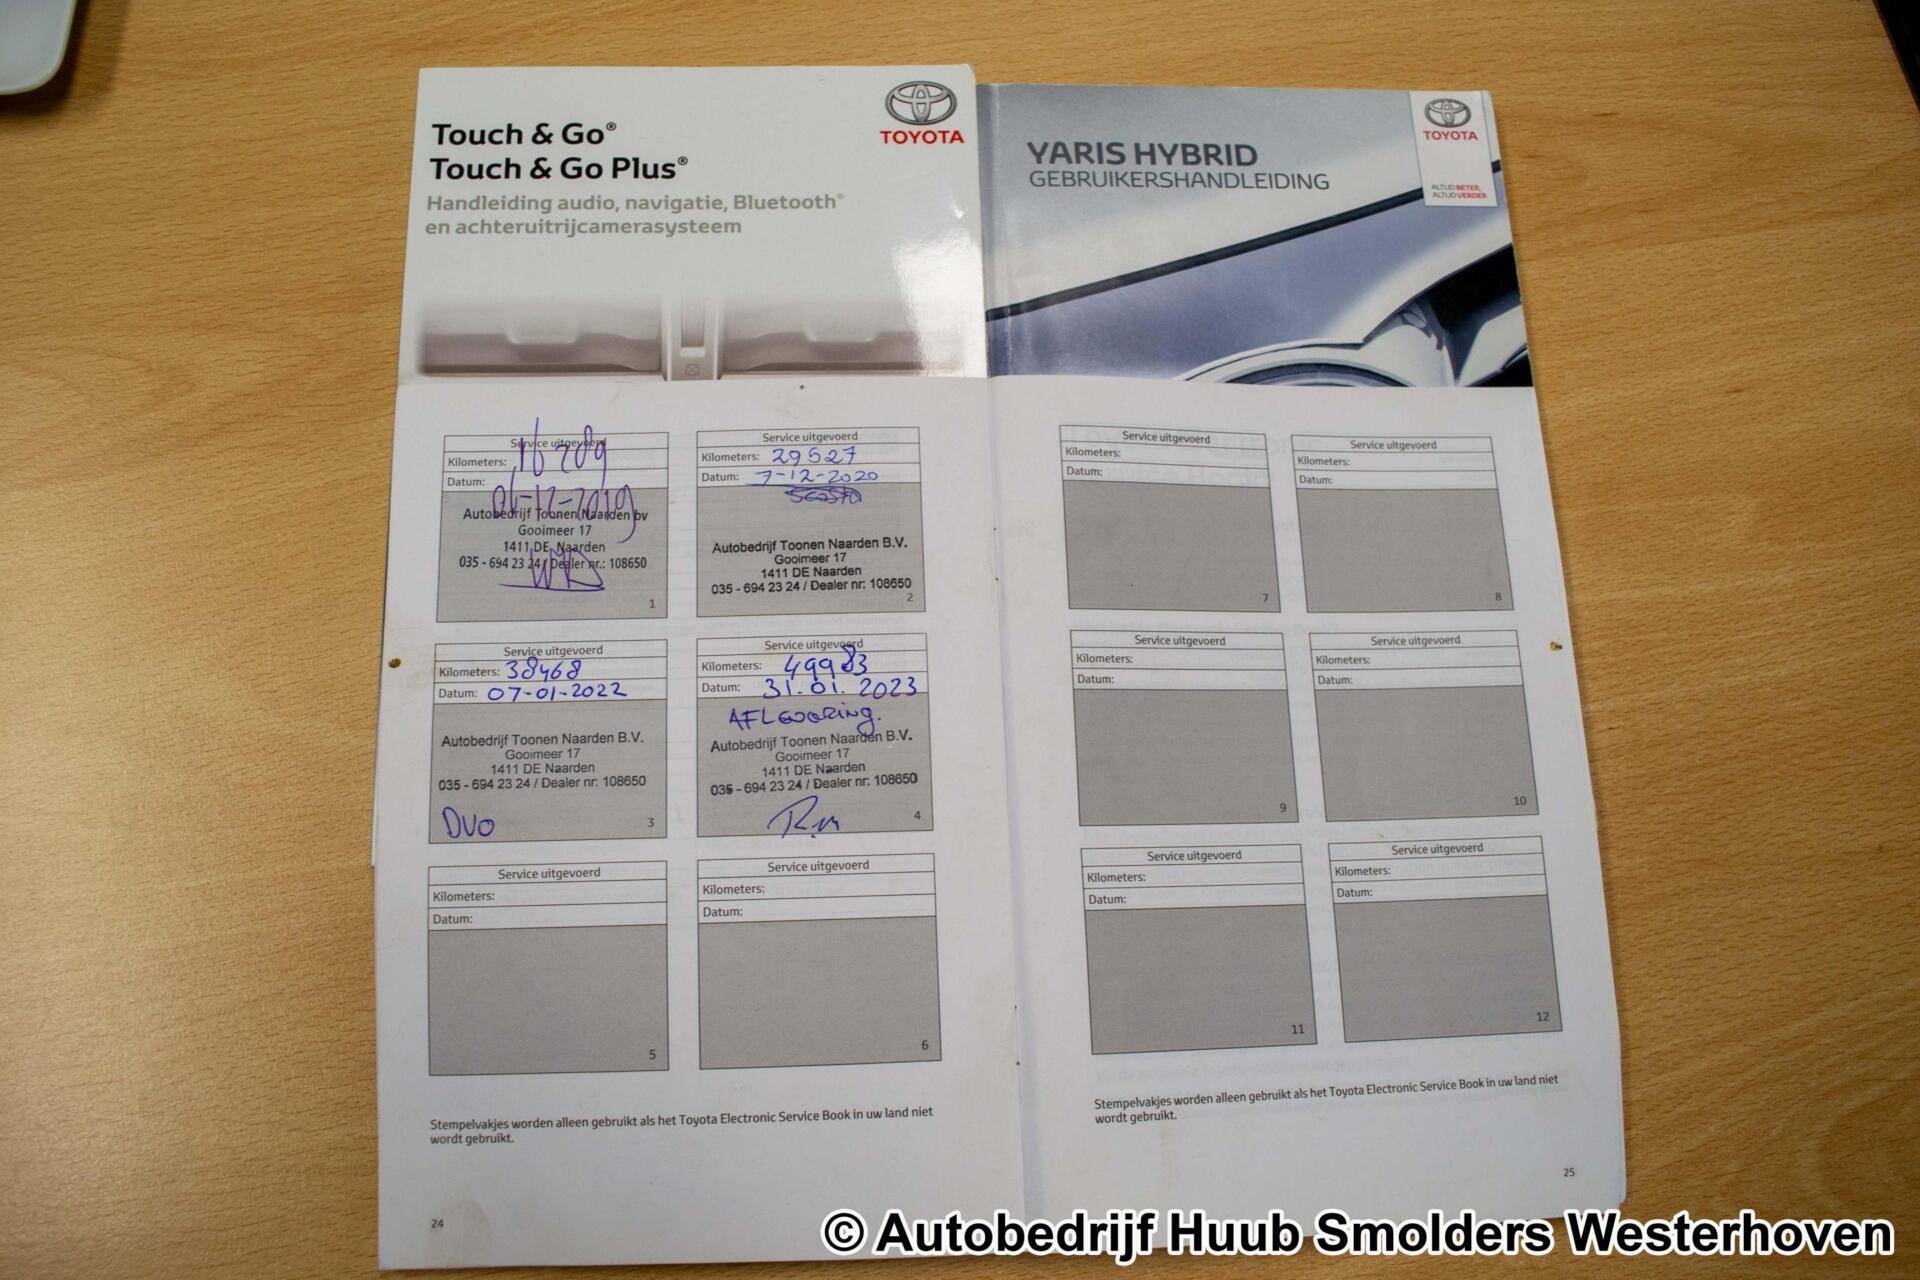 Touch & Go®
Touch & Go Plus®
Handleiding audio, navigatie, Bluetooth®
en achteruitrijcamerasysteem
TOYOTA
YARIS HYBRID
GEBRUIKERSHANDLEIDING
TOYOTA
ALTIJD BETER,
ALTIJD VERDER
Service uitgevoerd
Kilometers: 16789
Datum:
06-12-2019
Autobedrijf Toonen Naarden bv
Gooimeer 17
1411 DE Naarden
035 - 694 23 24 / Dealer nr.: 108650
1
Service uitgevoerd
Kilometers: 29527
Datum: 7-12-2020
Autobedrijf Toonen Naarden B.V.
Gooimeer 17
1411 DE Naarden
035 - 694 23 24 / Dealer nr: 108650
2
Service uitgevoerd
Kilometers: 38468
Datum: 07-01-2022
Autobedrijf Toonen Naarden B.V.
Gooimeer 17
1411 DE Naarden
035 - 694 23 24 / Dealer nr: 108650
DVO
3
Service uitgevoerd
Kilometers: 49983
Datum: 31.01.2023
AFLEVERING.
Autobedrijf Toonen Naarden B.V.
Gooimeer 17
1411 DE Naarden
035 - 694 23 24 / Dealer nr: 108650
4
Service uitgevoerd
Kilometers:
Datum:
5
Service uitgevoerd
Kilometers:
Datum:
6
Stempelvakjes worden alleen gebruikt als het Toyota Electronic Service Book in uw land niet
wordt gebruikt.
24
Service uitgevoerd
Kilometers:
Datum:
7
Service uitgevoerd
Kilometers:
Datum:
8
Service uitgevoerd
Kilometers:
Datum:
9
Service uitgevoerd
Kilometers:
Datum:
10
Service uitgevoerd
Kilometers:
Datum:
11
Service uitgevoerd
Kilometers:
Datum:
12
Stempelvakjes worden alleen gebruikt als het Toyota Electronic Service Book in uw land niet
wordt gebruikt.
25
© Autobedrijf Huub Smolders Westerhoven